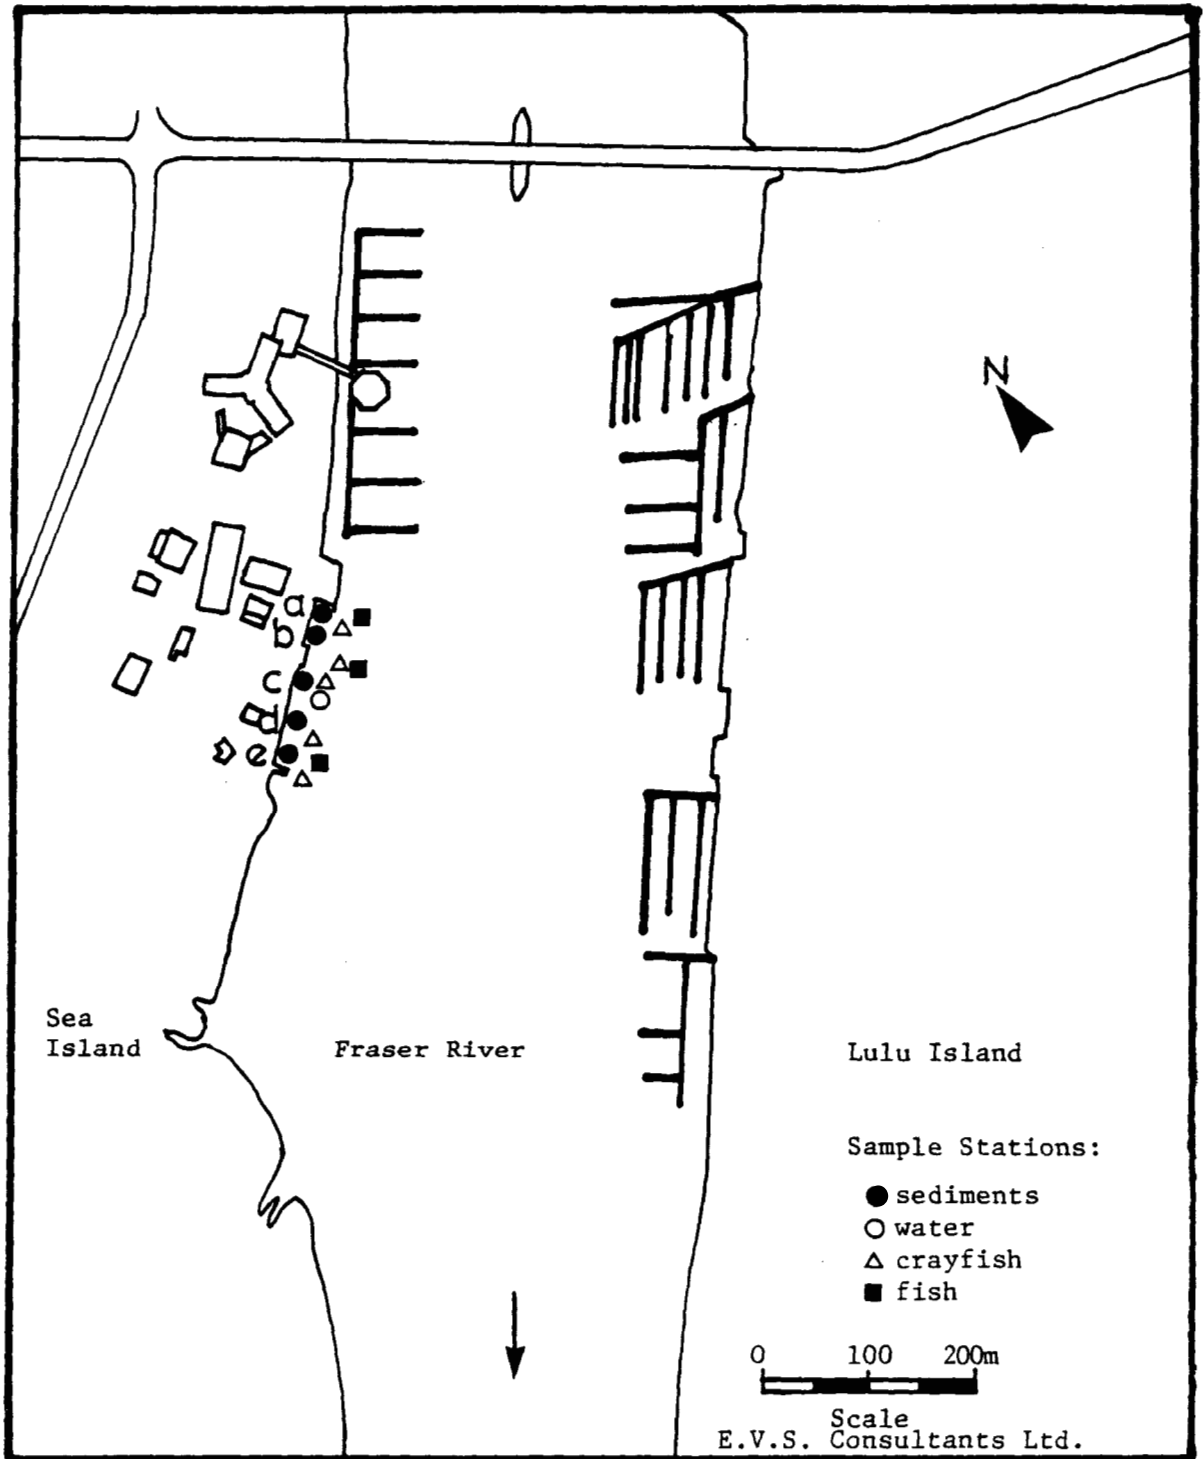 N
a
b
c
d
e
Sea
Island
Fraser River
Lulu Island
Sample Stations:
sediments
water
crayfish
fish
0 100 200m
Scale
E.V.S. Consultants Ltd.